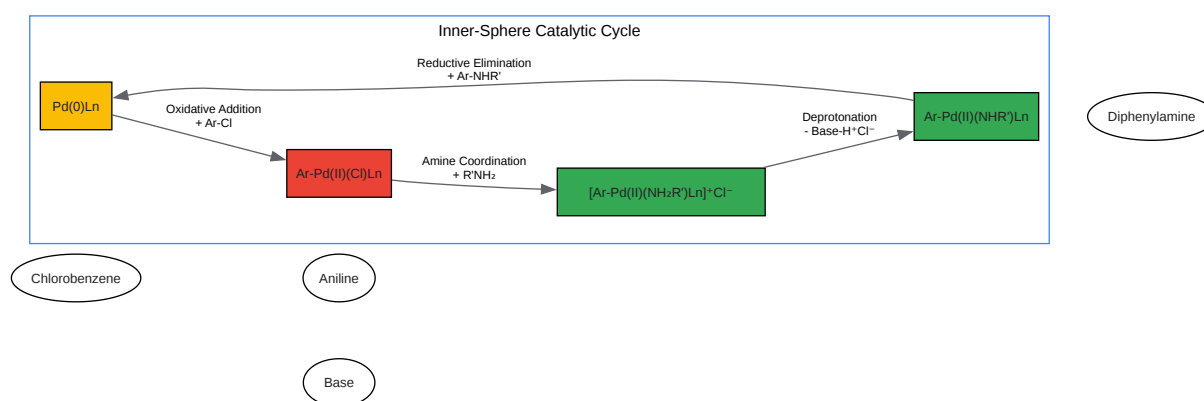 Inner-Sphere Catalytic Cycle
Reductive Elimination
+ Ar-NHR'
Pd(0)Ln
Oxidative Addition
+ Ar-Cl
Ar-Pd(II)(Cl)Ln
Amine Coordination
+ R'NH₂
[Ar-Pd(II)(NH₂R')Ln]⁺Cl⁻
Deprotonation
- Base-H⁺Cl⁻
Ar-Pd(II)(NHR')Ln
Diphenylamine
Chlorobenzene
Aniline
Base